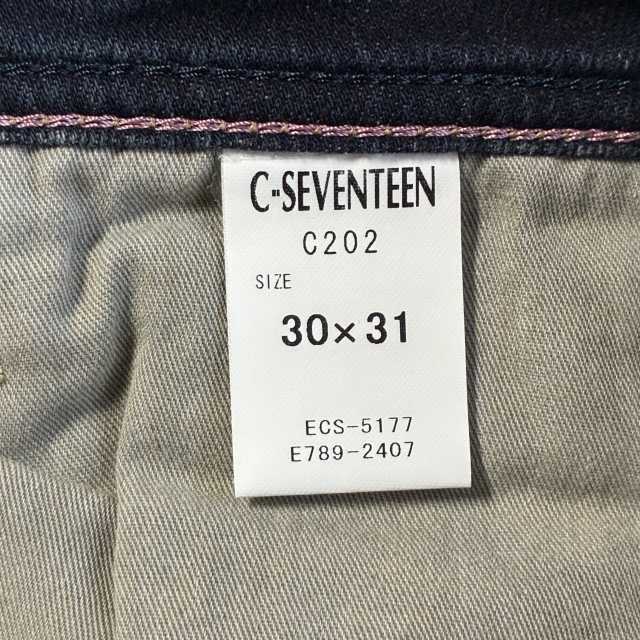 C-SEVENTEEN
C202
SIZE
30×31
ECS-5177
E789-2407